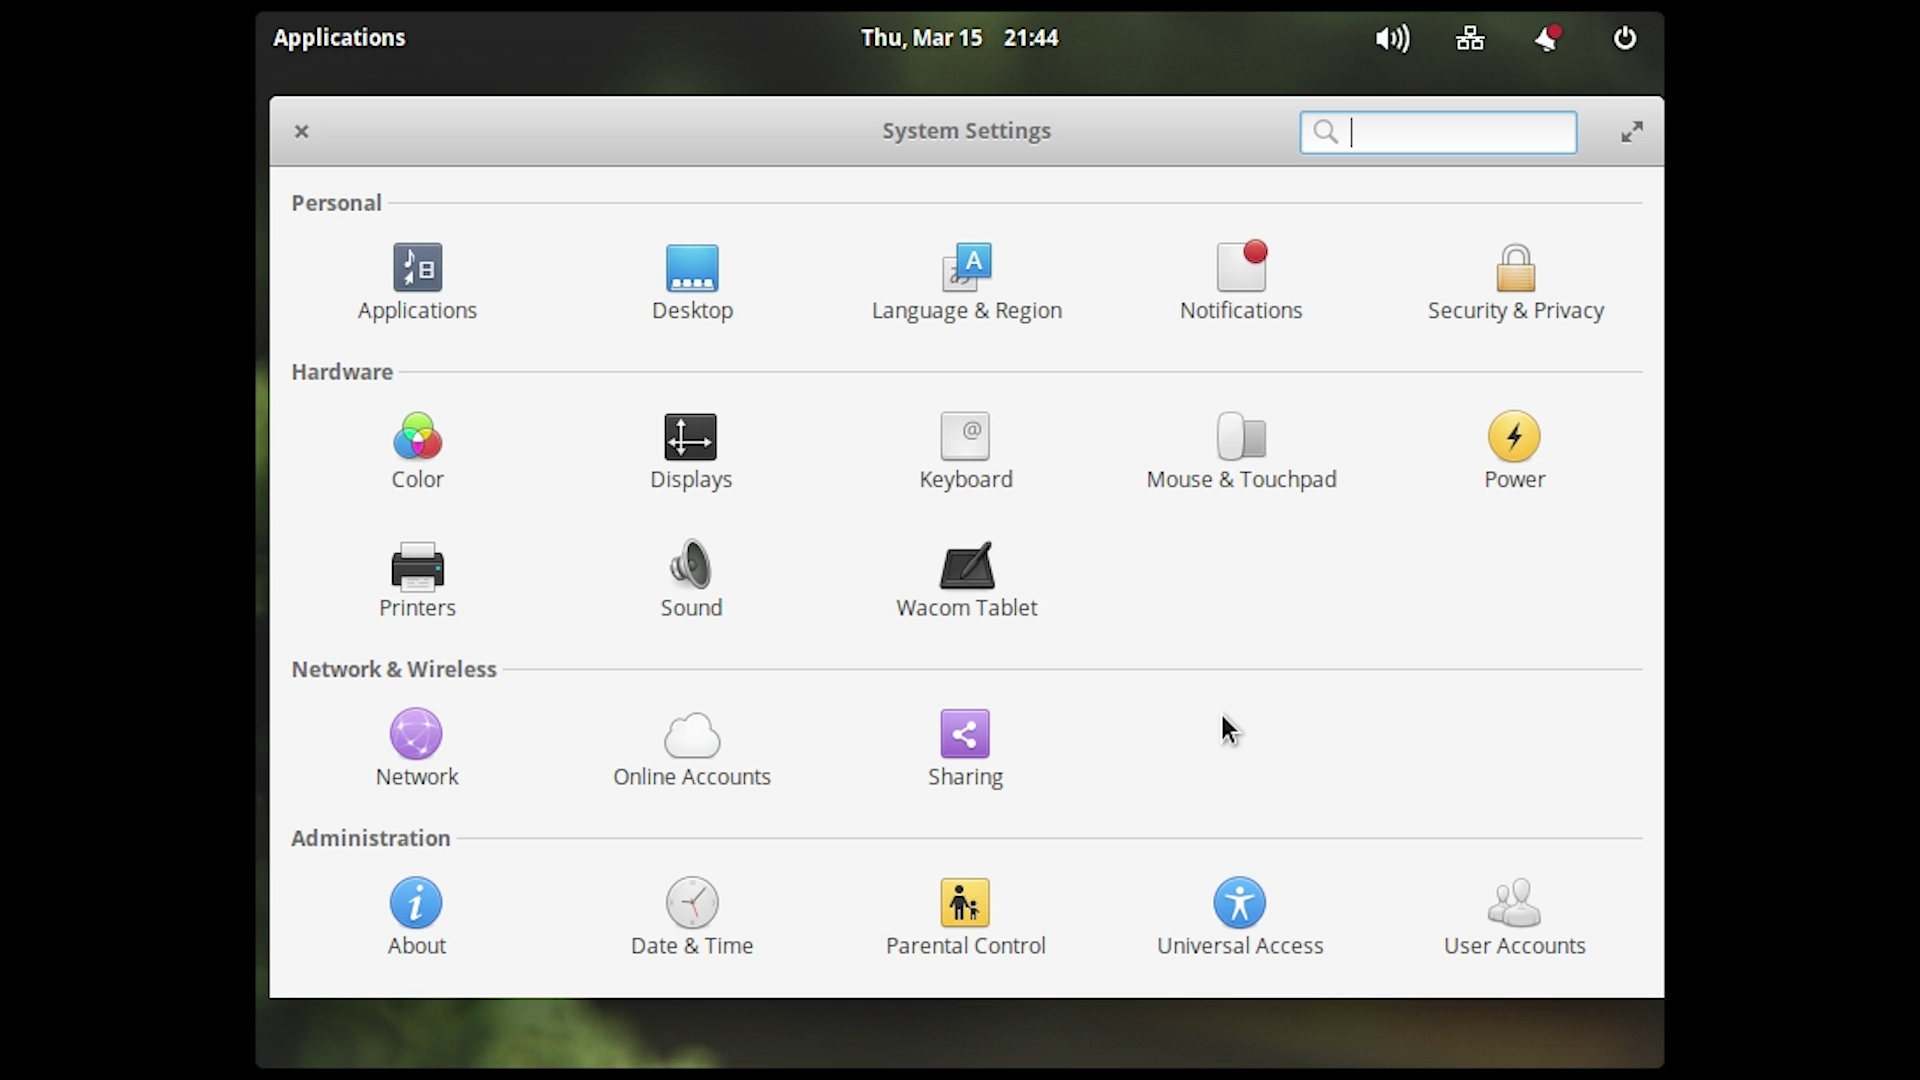 Applications
Thu, Mar 15 21:44
System Settings
Personal
Applications
Desktop
Language & Region
Notifications
Security & Privacy
Hardware
Color
Displays
Keyboard
Mouse & Touchpad
Power
Printers
Sound
Wacom Tablet
Network & Wireless
Network
Online Accounts
Sharing
Administration
About
Date & Time
Parental Control
Universal Access
User Accounts